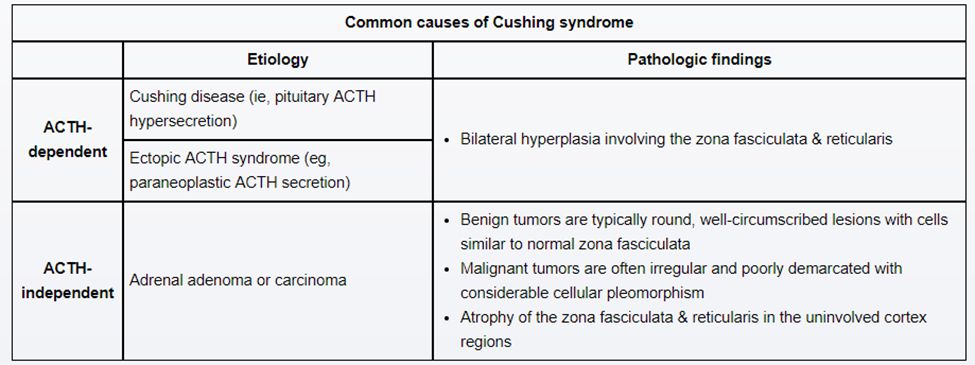 Common causes of Cushing syndrome
Etiology
Pathologic findings
ACTH-
dependent
Cushing disease (ie, pituitary ACTH
hypersecretion)
Ectopic ACTH syndrome (eg,
paraneoplastic ACTH secretion)
• Bilateral hyperplasia involving the zona fasciculata & reticularis
ACTH-
independent
Adrenal adenoma or carcinoma
• Benign tumors are typically round, well-circumscribed lesions with cells
similar to normal zona fasciculata
• Malignant tumors are often irregular and poorly demarcated with
considerable cellular pleomorphism
• Atrophy of the zona fasciculata & reticularis in the uninvolved cortex
regions